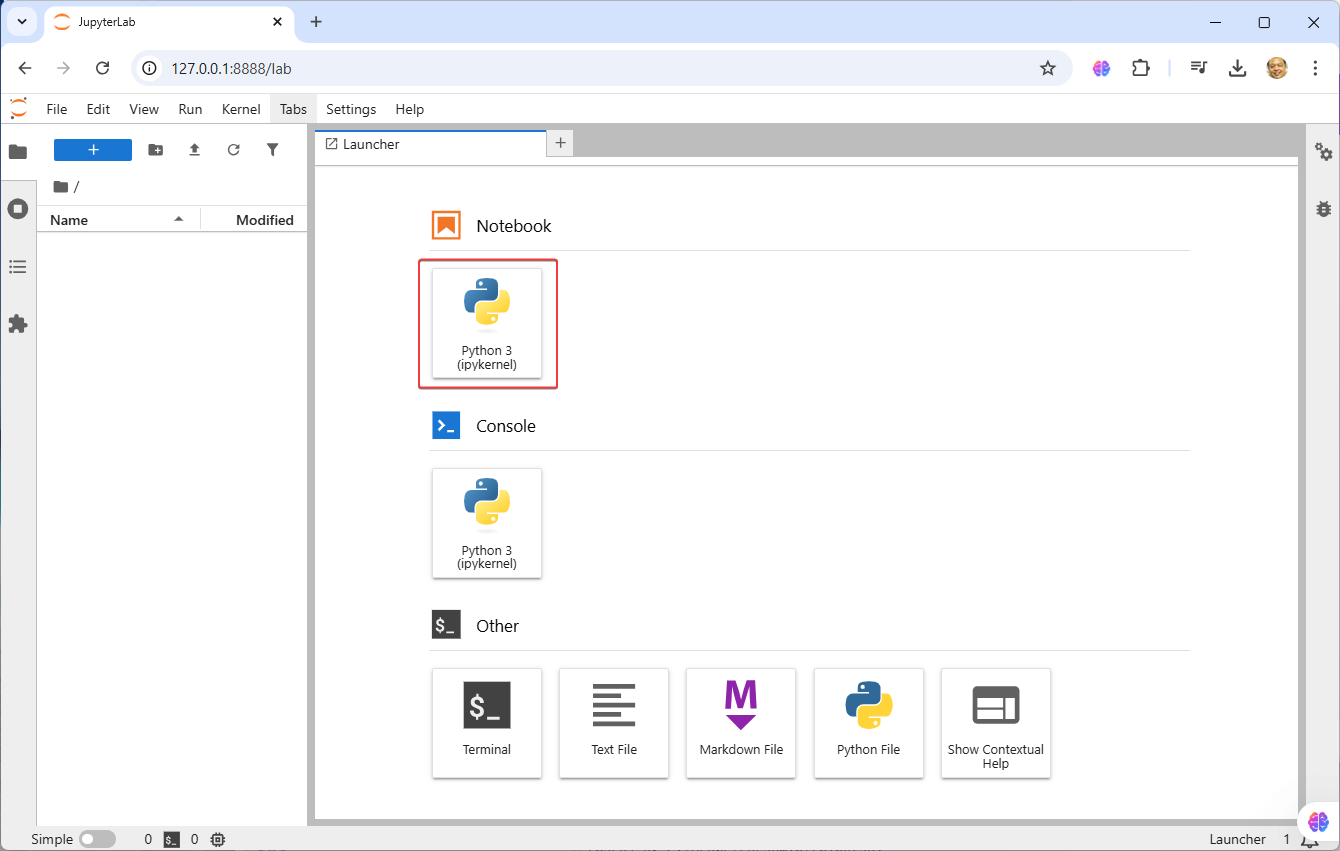 JupyterLab
127.0.0.1:8888/lab
File Edit View Run Kernel Tabs Settings Help
Launcher
/
Name Modified
Notebook
Python 3
(ipykernel)
Console
Python 3
(ipykernel)
$_ Other
$_
M
Terminal
Text File
Markdown File
Python File
Show Contextual
Help
Simple 0 $_ 0 Launcher 1